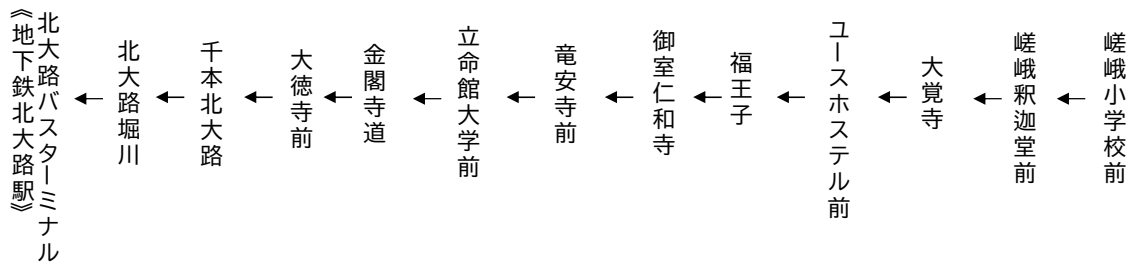 嵯峨小学校前
嵯峨釈迦堂前
大覚寺
ユースホステル前
福王子
御室仁和寺
竜安寺前
立命館大学前
金閣寺道
大徳寺前
千本北大路
北大路堀川
北大路バスターミナル
《地下鉄北大路駅》